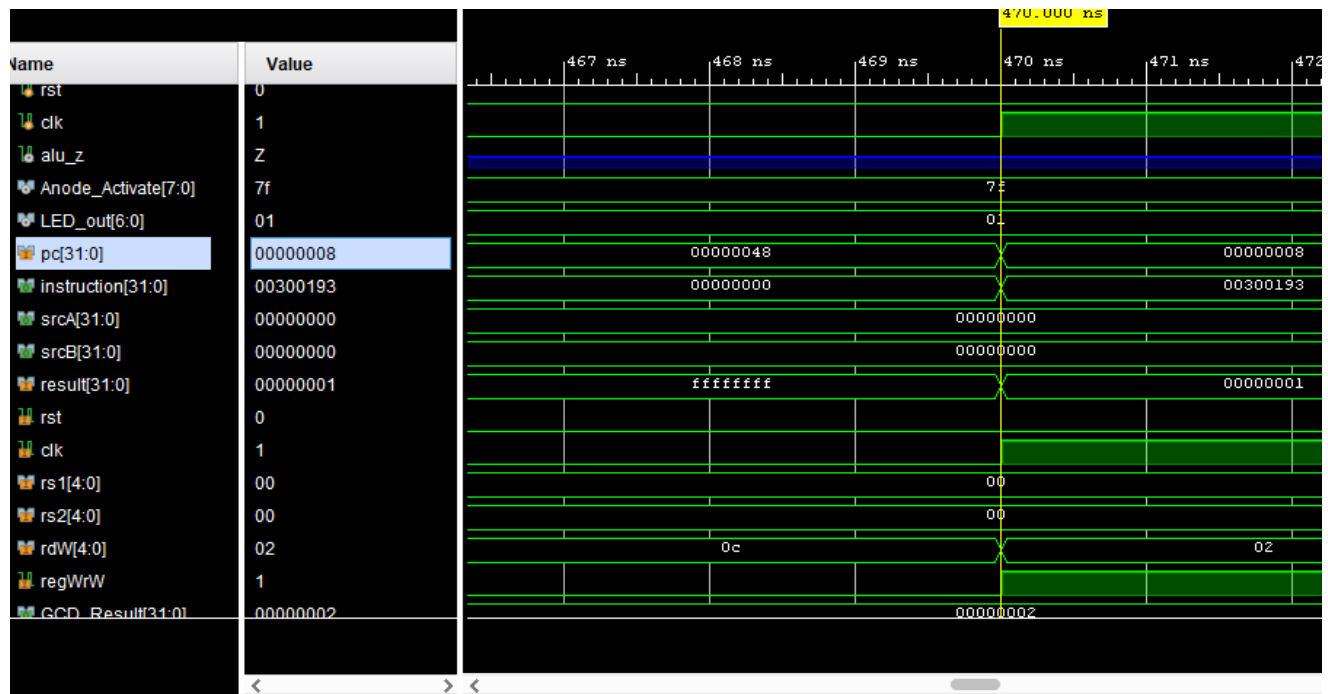 470.000 ns
Name Value 467 ns 468 ns 469 ns 470 ns 471 ns 472
rst 0
clk 1
alu_z Z
Anode_Activate[7:0] 7f 7f
LED_out[6:0] 01 01
pc[31:0] 00000008 00000048 00000008
instruction[31:0] 00300193 00000000 00300193
srcA[31:0] 00000000 00000000
srcB[31:0] 00000000 00000000
result[31:0] 00000001 ffffffff 00000001
rst 0
clk 1
rs1[4:0] 00 00
rs2[4:0] 00 00
rdW[4:0] 02 0c 02
regWrW 1
GCD_Result[31:0] 00000002 00000002